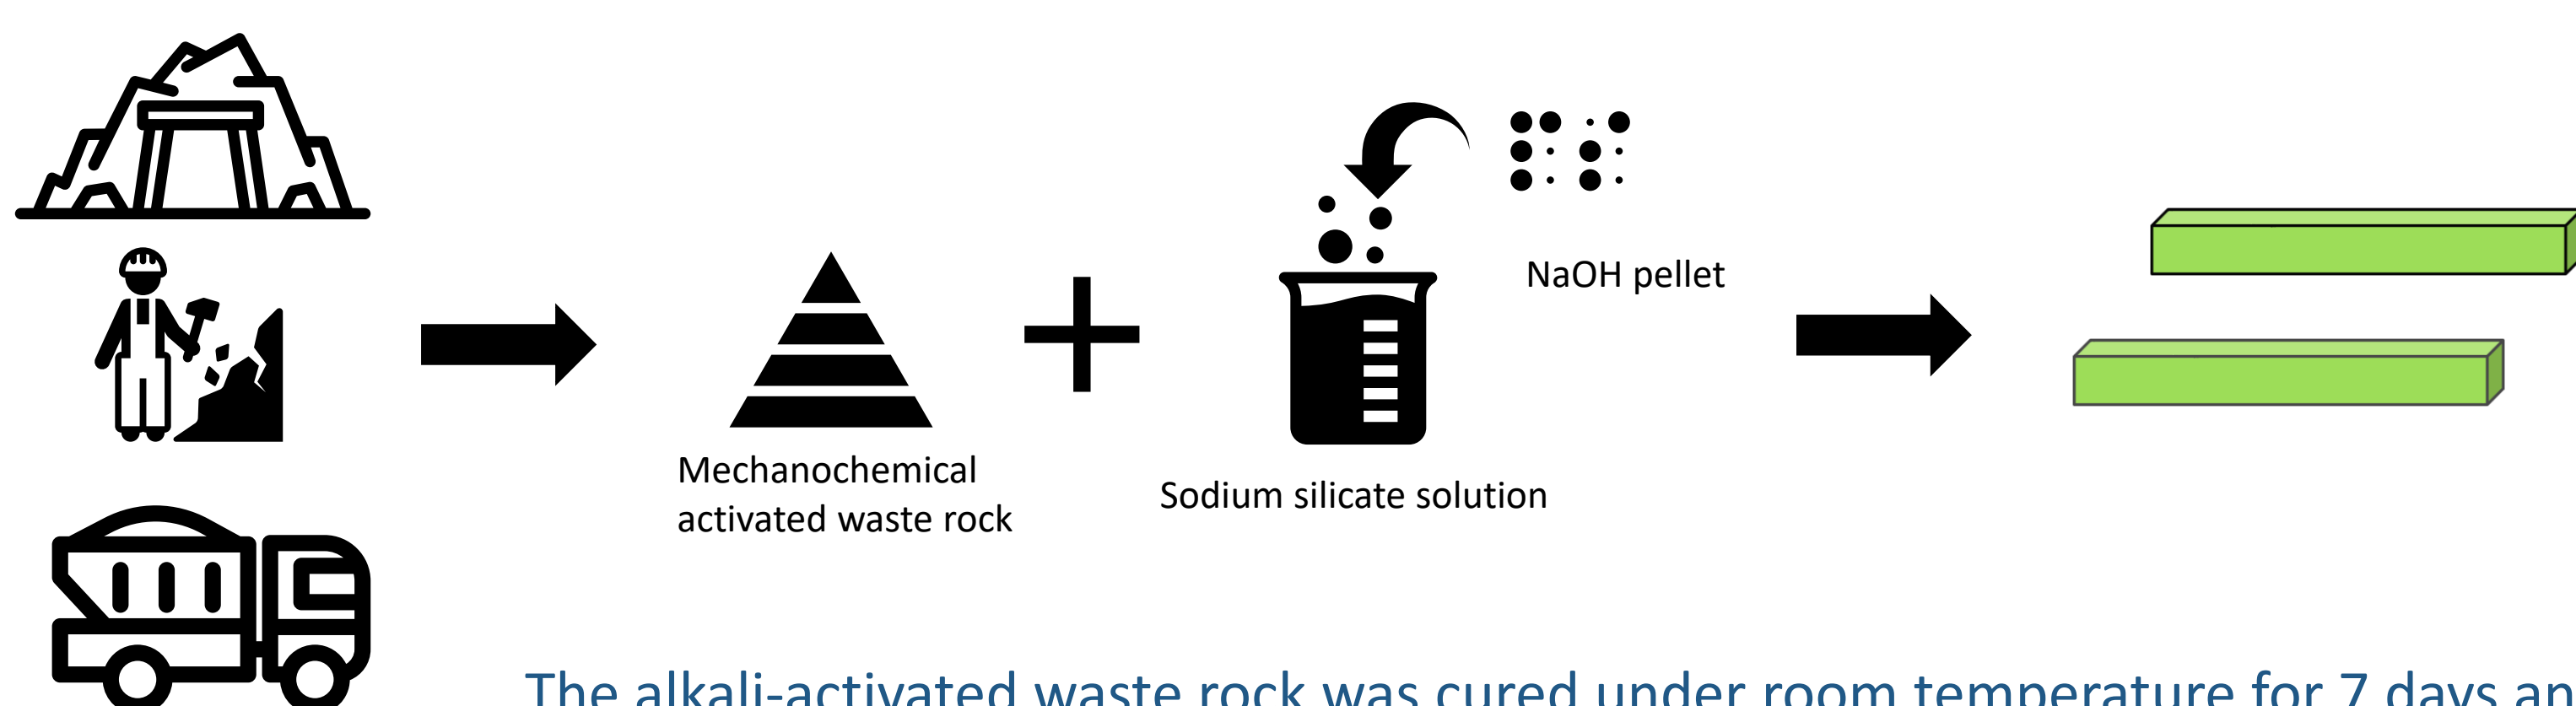 NaOH pellet
Mechanochemical
activated waste rock
Sodium silicate solution
The alkali-activated waste rock was cured under room temperature for 7 days